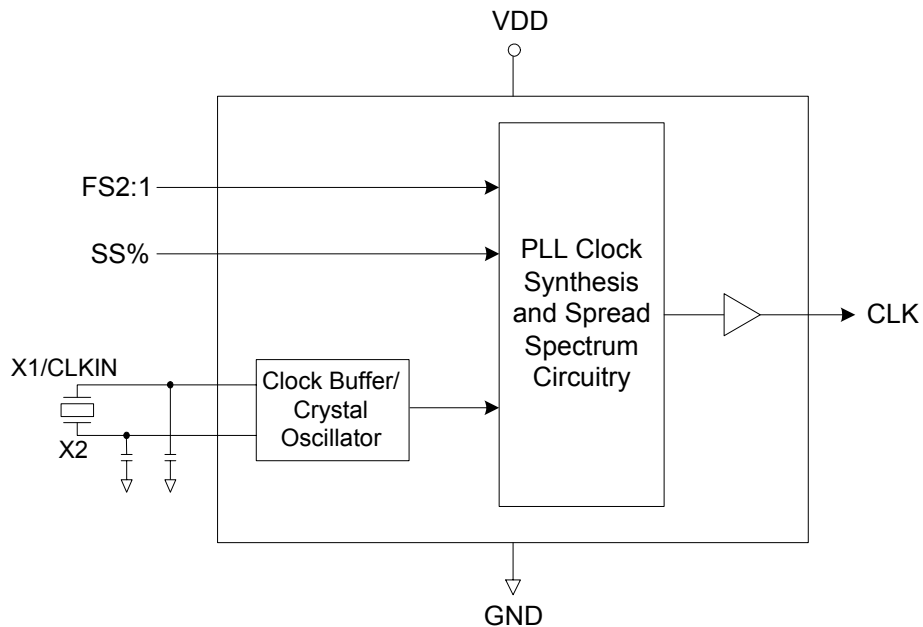 VDD
FS2:1
SS%
PLL Clock
Synthesis
and Spread
Spectrum
Circuitry
CLK
X1/CLKIN
X2
Clock Buffer/
Crystal
Oscillator
GND